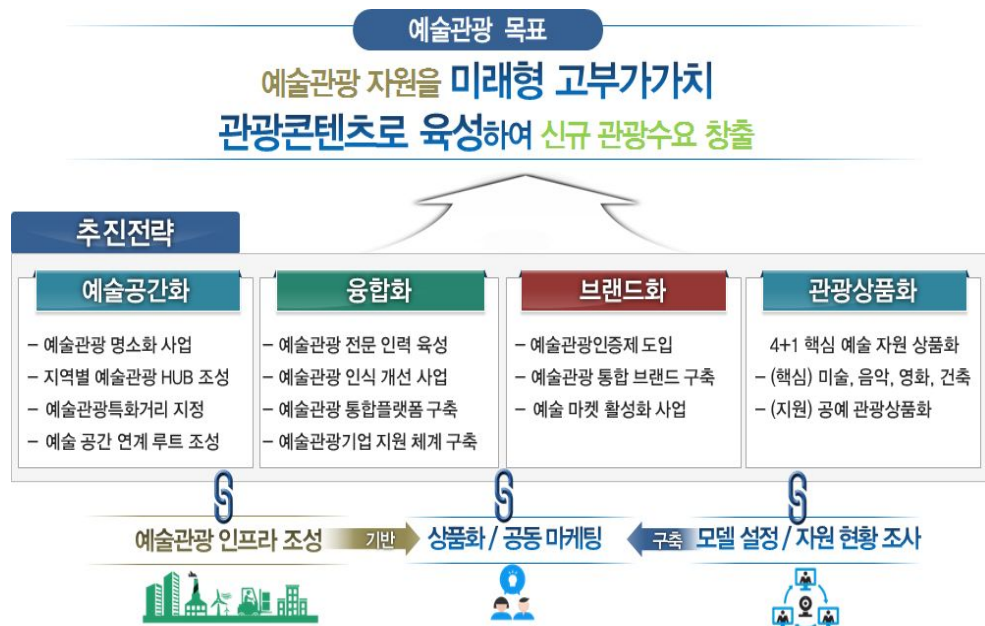 예술관광 목표
예술관광 자원을 미래형 고부가가치
관광콘텐츠로 육성하여 신규 관광수요 창출
추진전략
예술공간화
– 예술관광 명소화 사업
– 지역별 예술관광 HUB 조성
– 예술관광특화거리 지정
– 예술 공간 연계 루트 조성
융합화
– 예술관광 전문 인력 육성
– 예술관광 인식 개선 사업
– 예술관광 통합플랫폼 구축
– 예술관광기업 지원 체계 구축
브랜드화
– 예술관광인증제 도입
– 예술관광 통합 브랜드 구축
– 예술 마켓 활성화 사업
관광상품화
4+1 핵심 예술 자원 상품화
– (핵심) 미술, 음악, 영화, 건축
– (지원) 공예 관광상품화
예술관광 인프라 조성 기반 상품화 / 공동 마케팅 구축 모델 설정 / 자원 현황 조사